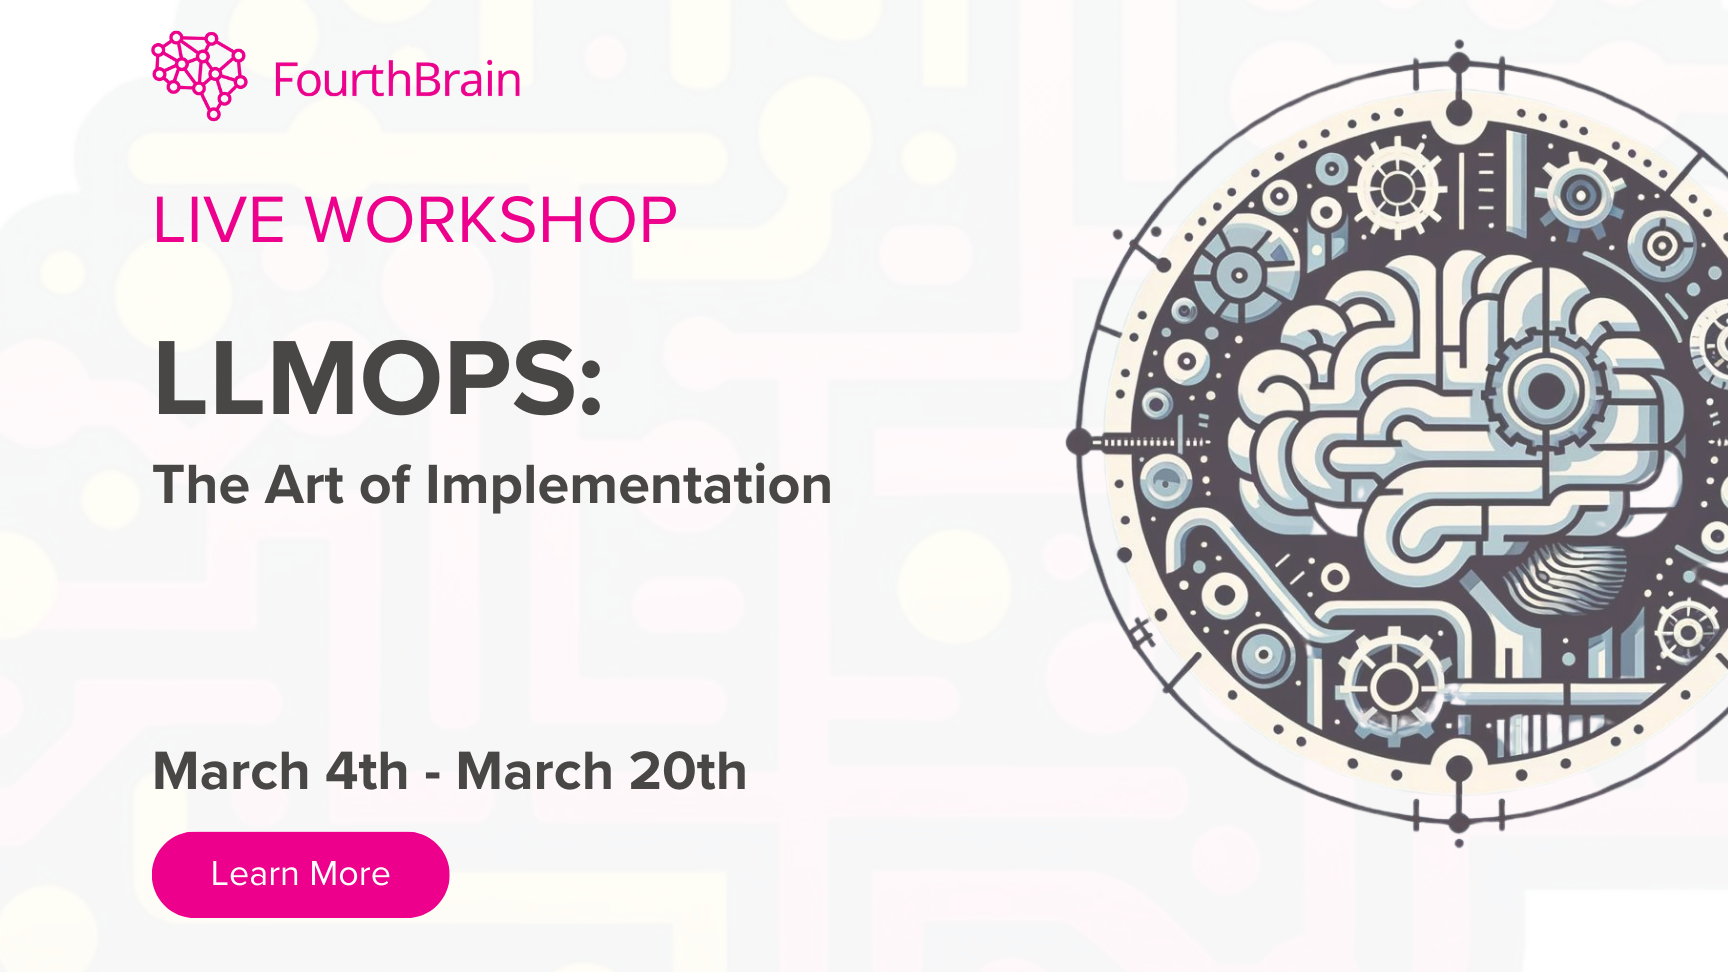 FourthBrain
LIVE WORKSHOP
LLMOPS:
The Art of Implementation
March 4th - March 20th
Learn More